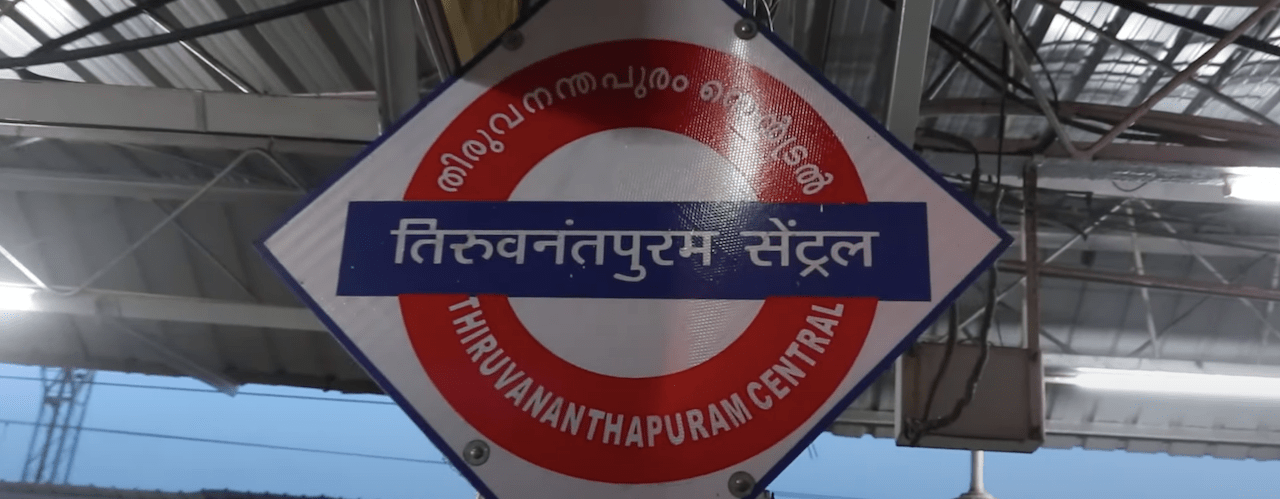 തിരുവനന്തപുരം സെൻട്രൽ
तिरुवनंतपुरम सेंट्रल
THIRUVANANTHAPURAM CENTRAL